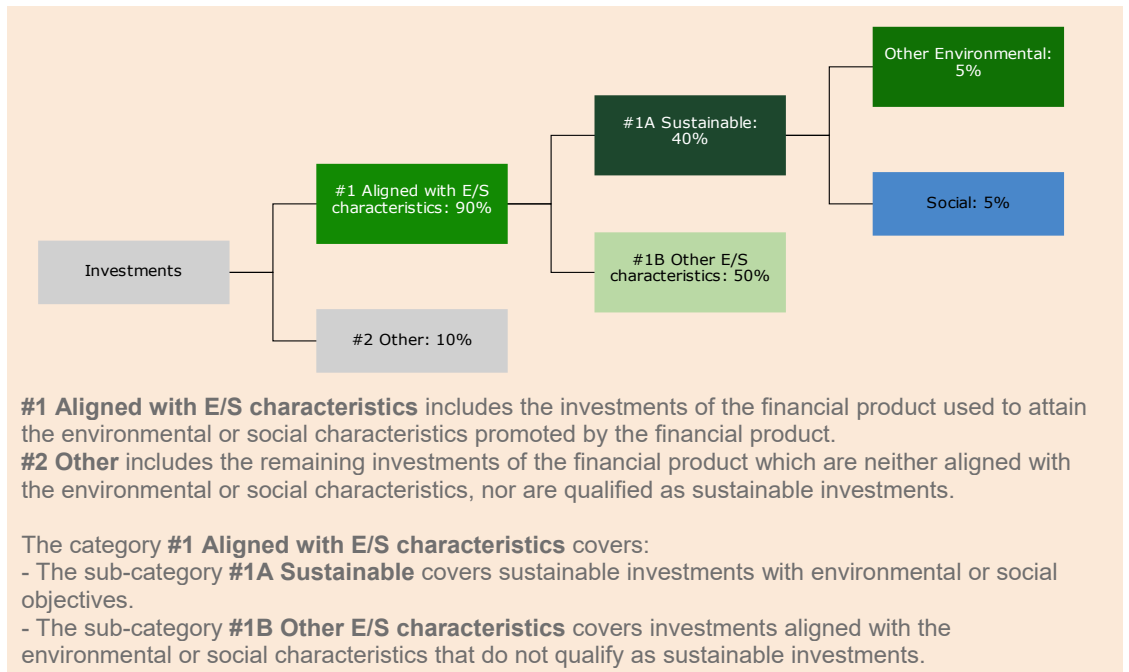 Other Environmental:
5%
#1A Sustainable:
40%
#1 Aligned with E/S
characteristics: 90%
Social: 5%
Investments
#1B Other E/S
characteristics: 50%
#2 Other: 10%
#1 Aligned with E/S characteristics includes the investments of the financial product used to attain
the environmental or social characteristics promoted by the financial product.
#2 Other includes the remaining investments of the financial product which are neither aligned with
the environmental or social characteristics, nor are qualified as sustainable investments.
The category #1 Aligned with E/S characteristics covers:
- The sub-category #1A Sustainable covers sustainable investments with environmental or social
objectives.
- The sub-category #1B Other E/S characteristics covers investments aligned with the
environmental or social characteristics that do not qualify as sustainable investments.